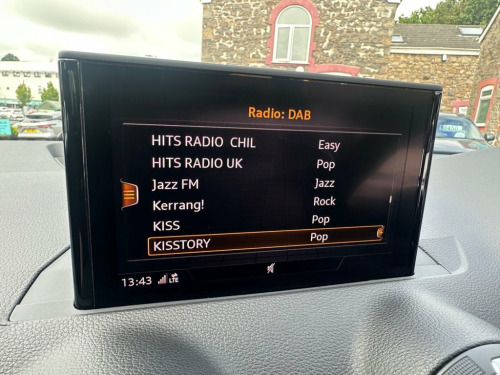 Radio: DAB
HITS RADIO CHIL Easy
HITS RADIO UK Pop
Jazz FM Jazz
Kerrang! Rock
KISS Pop
KISSTORY Pop
13:43 LTE